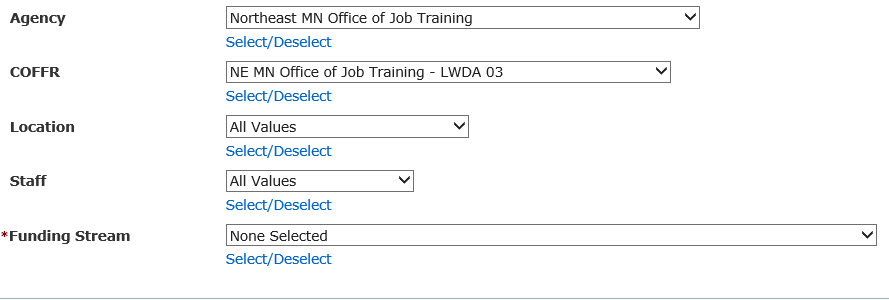 Agency Northeast MN Office of Job Training
Select/Deselect
COFFR NE MN Office of Job Training - LWDA 03
Select/Deselect
Location All Values
Select/Deselect
Staff All Values
Select/Deselect
*Funding Stream None Selected
Select/Deselect